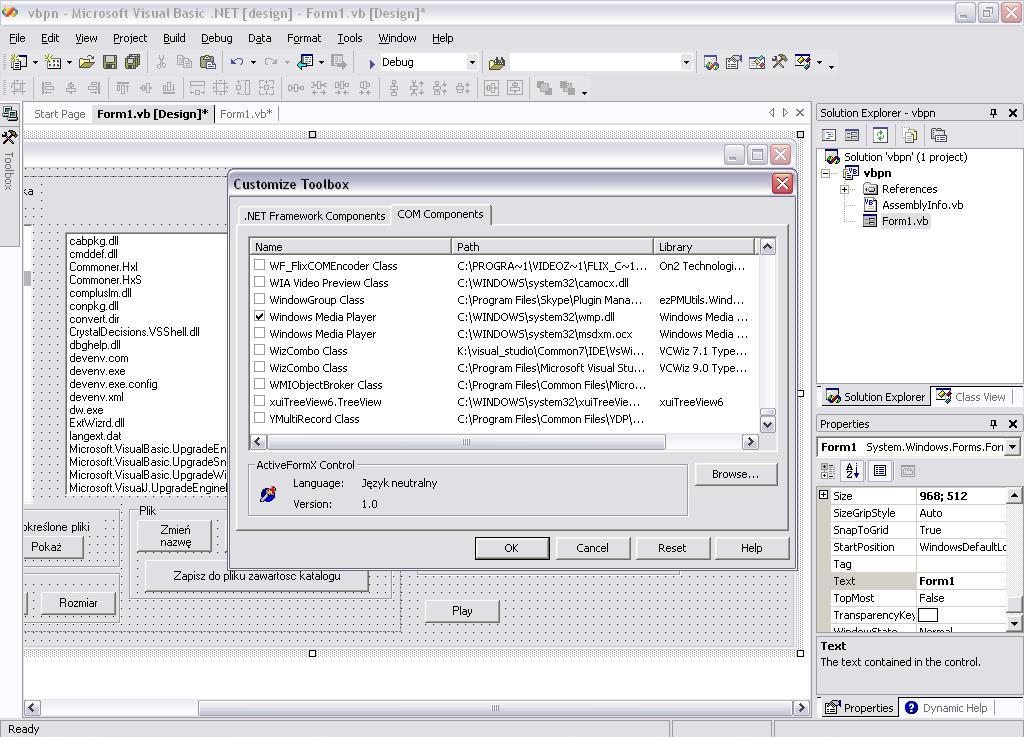 vbpn - Microsoft Visual Basic .NET [design] - Form1.vb [Design]*
File Edit View Project Build Debug Data Format Tools Window Help
Debug
Start Page Form1.vb [Design]* Form1.vb*
Toolbox
ka
cabpkg.dll
cmddef.dll
Commoner.HxI
Commoner.HxS
compluslm.dll
conpkg.dll
convert.dir
CrystalDecisions.VSShell.dll
dbghelp.dll
devenv.com
devenv.exe
devenv.exe.config
devenv.xml
dw.exe
ExtWizrd.dll
langext.dat
Microsoft.VisualBasic.UpgradeEn
Microsoft.VisualBasic.UpgradeSn
Microsoft.VisualBasic.UpgradeWi
Microsoft.VisualJ.UpgradeEngineI
określone pliki
Pokaż
Plik
Zmień
nazwę
Zapisz do pliku zawartosc katalogu
Rozmiar
Play
Customize Toolbox
.NET Framework Components COM Components
Name Path Library
WF_FlixCOMEncoder Class C:\PROGRA~1\VIDEOZ~1\FLIX_C~1... On2 Technologi...
WIA Video Preview Class C:\WINDOWS\system32\camocx.dll
WindowGroup Class C:\Program Files\Skype\Plugin Mana... ezPMUtils.Wind...
Windows Media Player C:\WINDOWS\system32\wmp.dll Windows Media ...
Windows Media Player C:\WINDOWS\system32\msdxm.ocx Windows Media ...
WizCombo Class K:\visual_studio\Common7\IDE\VsWi... VCWiz 7.1 Type...
WizCombo Class C:\Program Files\Microsoft Visual Stu... VCWiz 9.0 Type...
WMIObjectBroker Class C:\Program Files\Common Files\Micro...
xuiTreeView6.TreeView C:\WINDOWS\system32\xuiTreeVie... xuiTreeView6
YMultiRecord Class C:\Program Files\Common Files\YDP\...
ActiveFormX Control
Language: Język neutralny
Version: 1.0
Browse...
OK Cancel Reset Help
Solution Explorer - vbpn
Solution 'vbpn' (1 project)
vbpn
References
AssemblyInfo.vb
Form1.vb
Solution Explorer Class View
Properties
Form1 System.Windows.Forms.For
Size 968; 512
SizeGripStyle Auto
SnapToGrid True
StartPosition WindowsDefaultLo
Tag
Text Form1
TopMost False
TransparencyKey
WindowState Normal
Text
The text contained in the control.
Properties Dynamic Help
Ready